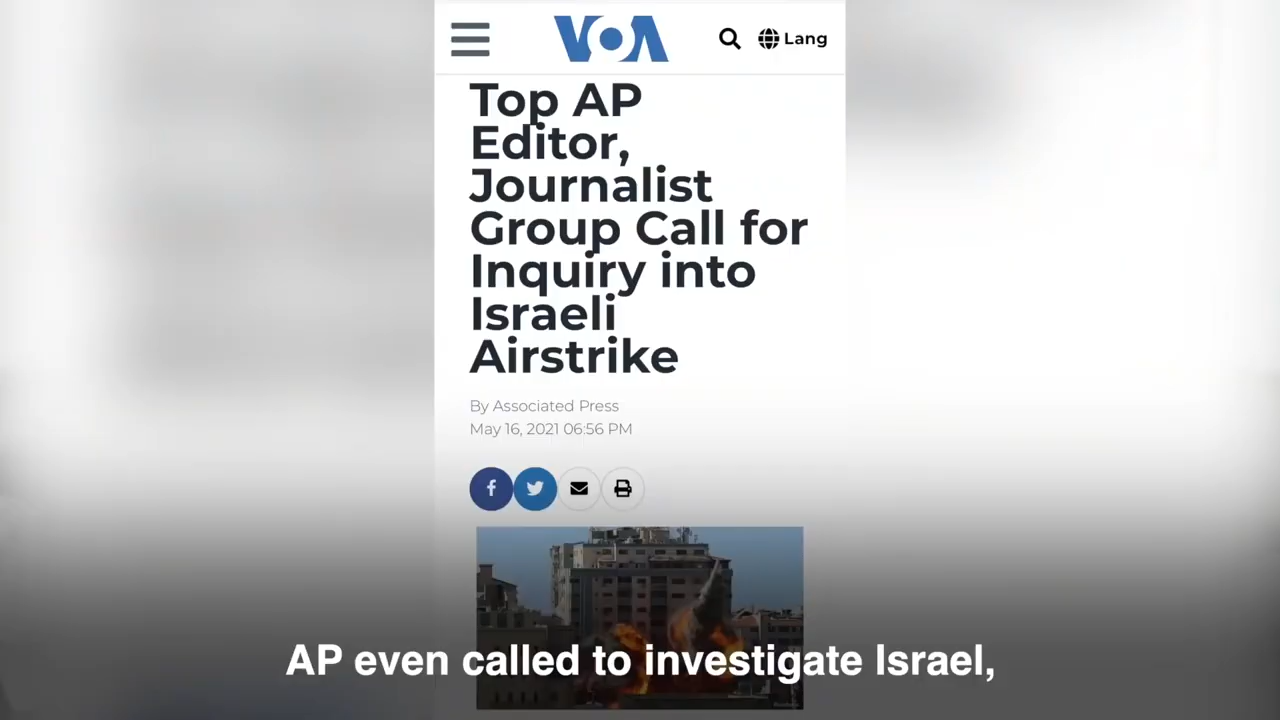 VOA
Lang
Top AP
Editor,
Journalist
Group Call for
Inquiry into
Israeli
Airstrike
By Associated Press
May 16, 2021 06:56 PM
AP even called to investigate Israel,